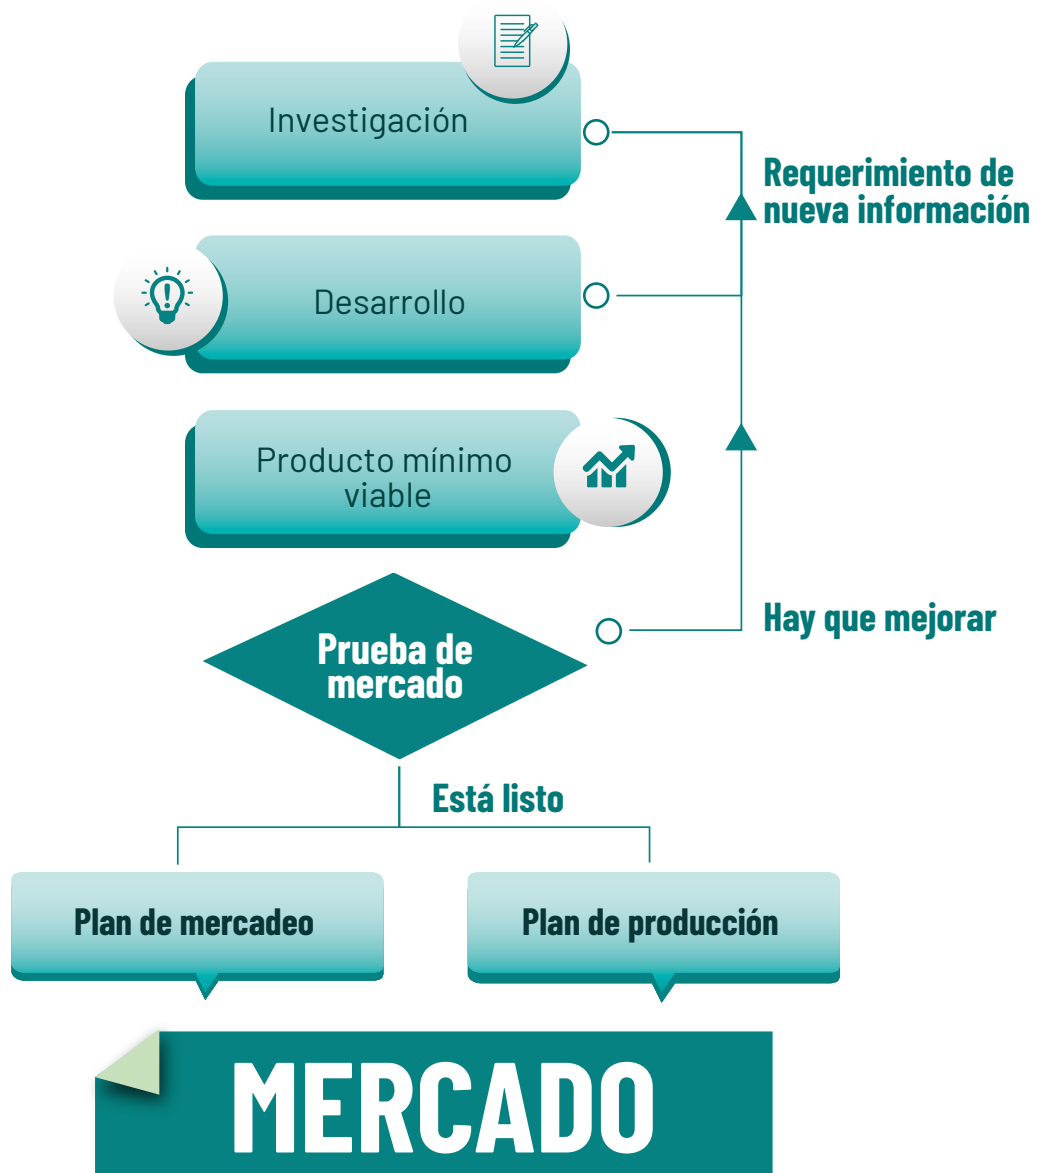 Investigación
Requerimiento de
nueva información
Desarrollo
Producto mínimo
viable
Hay que mejorar
Prueba de
mercado
Está listo
Plan de mercadeo
Plan de producción
MERCADO